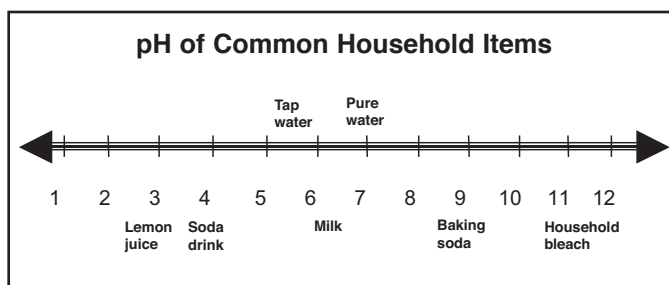 pH of Common Household Items
Tap
water
Pure
water
1 2 3 4 5 6 7 8 9 10 11 12
Lemon
juice
Soda
drink
Milk
Baking
soda
Household
bleach